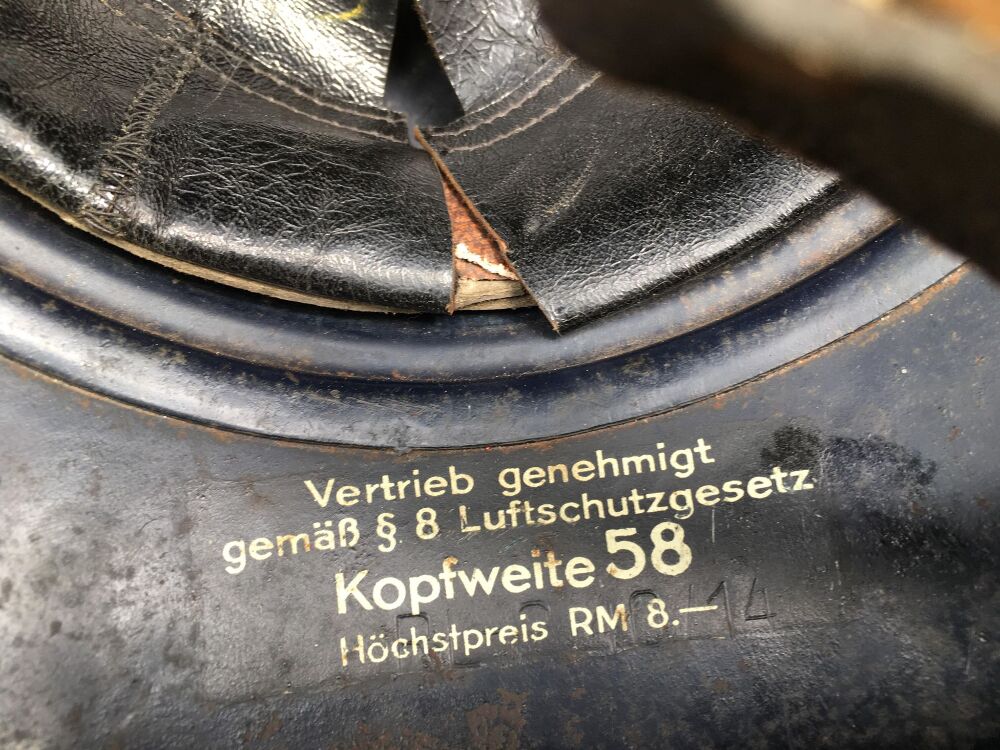 Vertrieb genehmigt
gemäß § 8 Luftschutzgesetz
Kopfweite 58
Höchstpreis RM 8.—